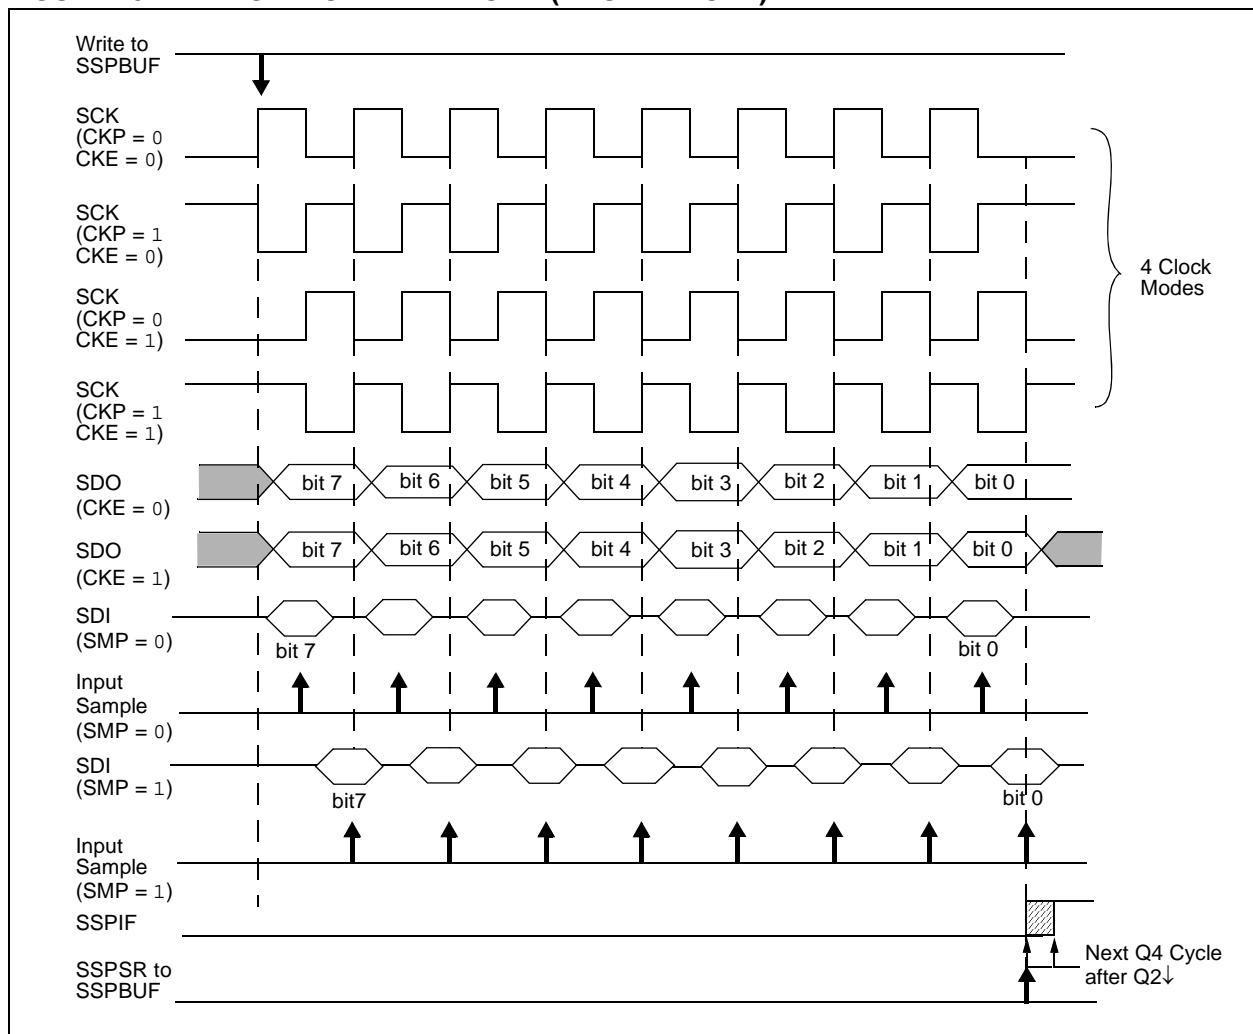 Write to
SSPBUF
SCK
(CKP = 0
CKE = 0)
SCK
(CKP = 1
CKE = 0)
4 Clock
Modes
SCK
(CKP = 0
CKE = 1)
SCK
(CKP = 1
CKE = 1)
SDO
(CKE = 0)
bit 7 bit 6 bit 5 bit 4 bit 3 bit 2 bit 1 bit 0
SDO
(CKE = 1)
bit 7 bit 6 bit 5 bit 4 bit 3 bit 2 bit 1 bit 0
SDI
(SMP = 0)
bit 7 bit 0
Input
Sample
(SMP = 0)
SDI
(SMP = 1)
bit7 bit 0
Input
Sample
(SMP = 1)
SSPIF
Next Q4 Cycle
after Q2↓
SSPSR to
SSPBUF